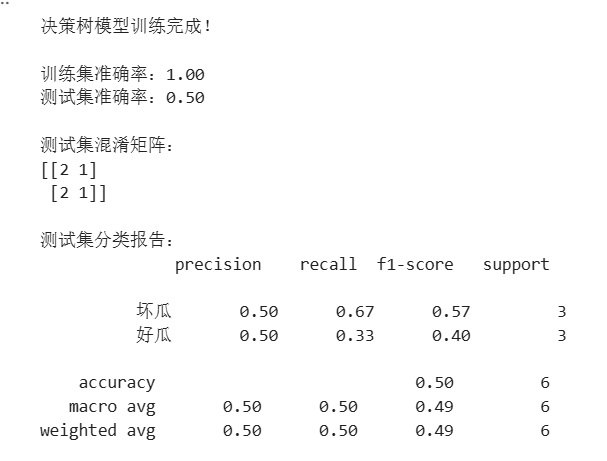 决策树模型训练完成!
训练集准确率: 1.00
测试集准确率: 0.50
测试集混淆矩阵:
[[2 1]
 [2 1]]
测试集分类报告:
precision recall f1-score support
坏瓜 0.50 0.67 0.57 3
好瓜 0.50 0.33 0.40 3
accuracy 0.50 6
macro avg 0.50 0.50 0.49 6
weighted avg 0.50 0.50 0.49 6